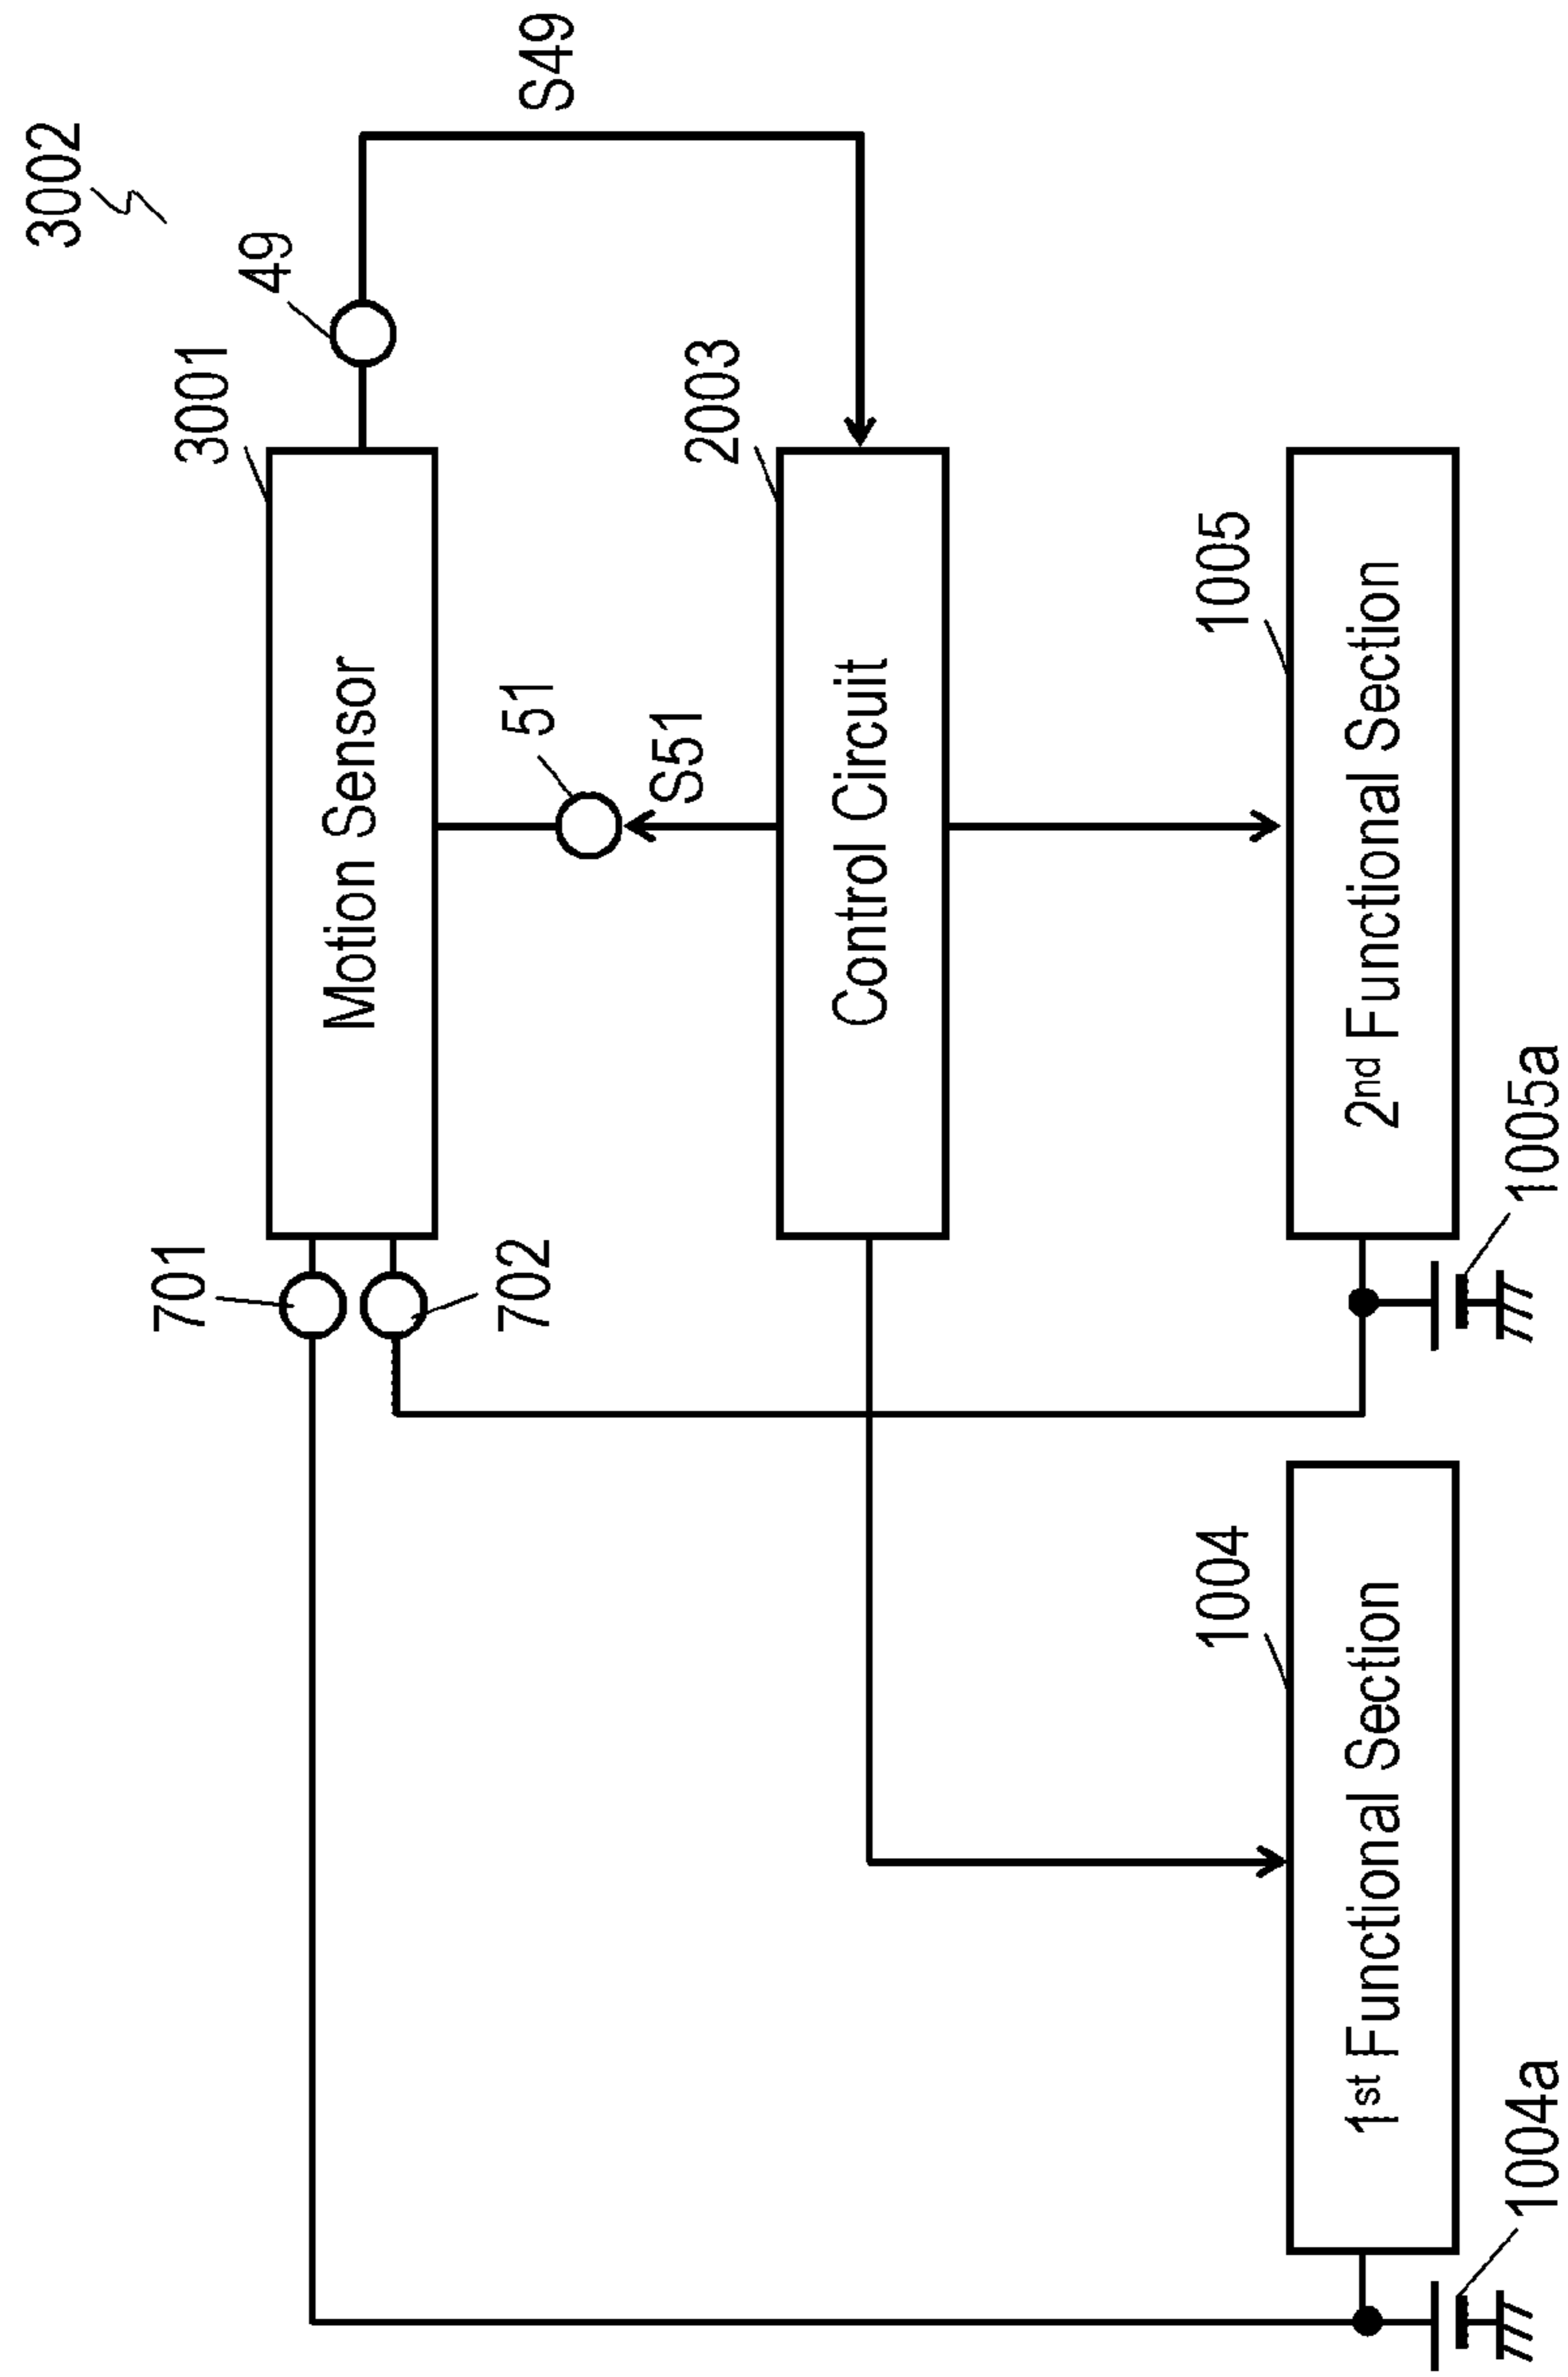 3002
S49
49
3001
Motion Sensor
701
702
51
S51
2003
Control Circuit
1005
2nd Functional Section
1005a
1004
1st Functional Section
1004a